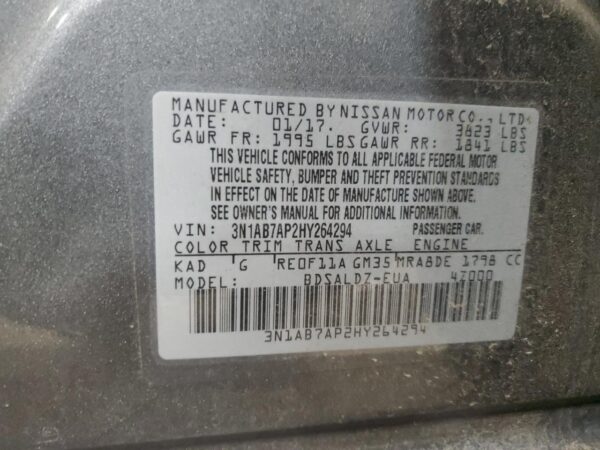 MANUFACTURED BY NISSAN MOTOR CO., LTD.
DATE: 01/17. GVWR: 3623 LBS
GAWR FR: 1995 LBS GAWR RR: 1841 LBS
THIS VEHICLE CONFORMS TO ALL APPLICABLE FEDERAL MOTOR
VEHICLE SAFETY, BUMPER AND THEFT PREVENTION STANDARDS
IN EFFECT ON THE DATE OF MANUFACTURE SHOWN ABOVE.
SEE OWNER'S MANUAL FOR ADDITIONAL INFORMATION.
VIN: 3N1AB7AP2HY264294 PASSENGER CAR.
COLOR TRIM TRANS AXLE ENGINE
KAD G RE0F11A GM35 MRA8DE 1798 CC
MODEL: BDSALDZ-EUA 4Z000
3N1AB7AP2HY264294